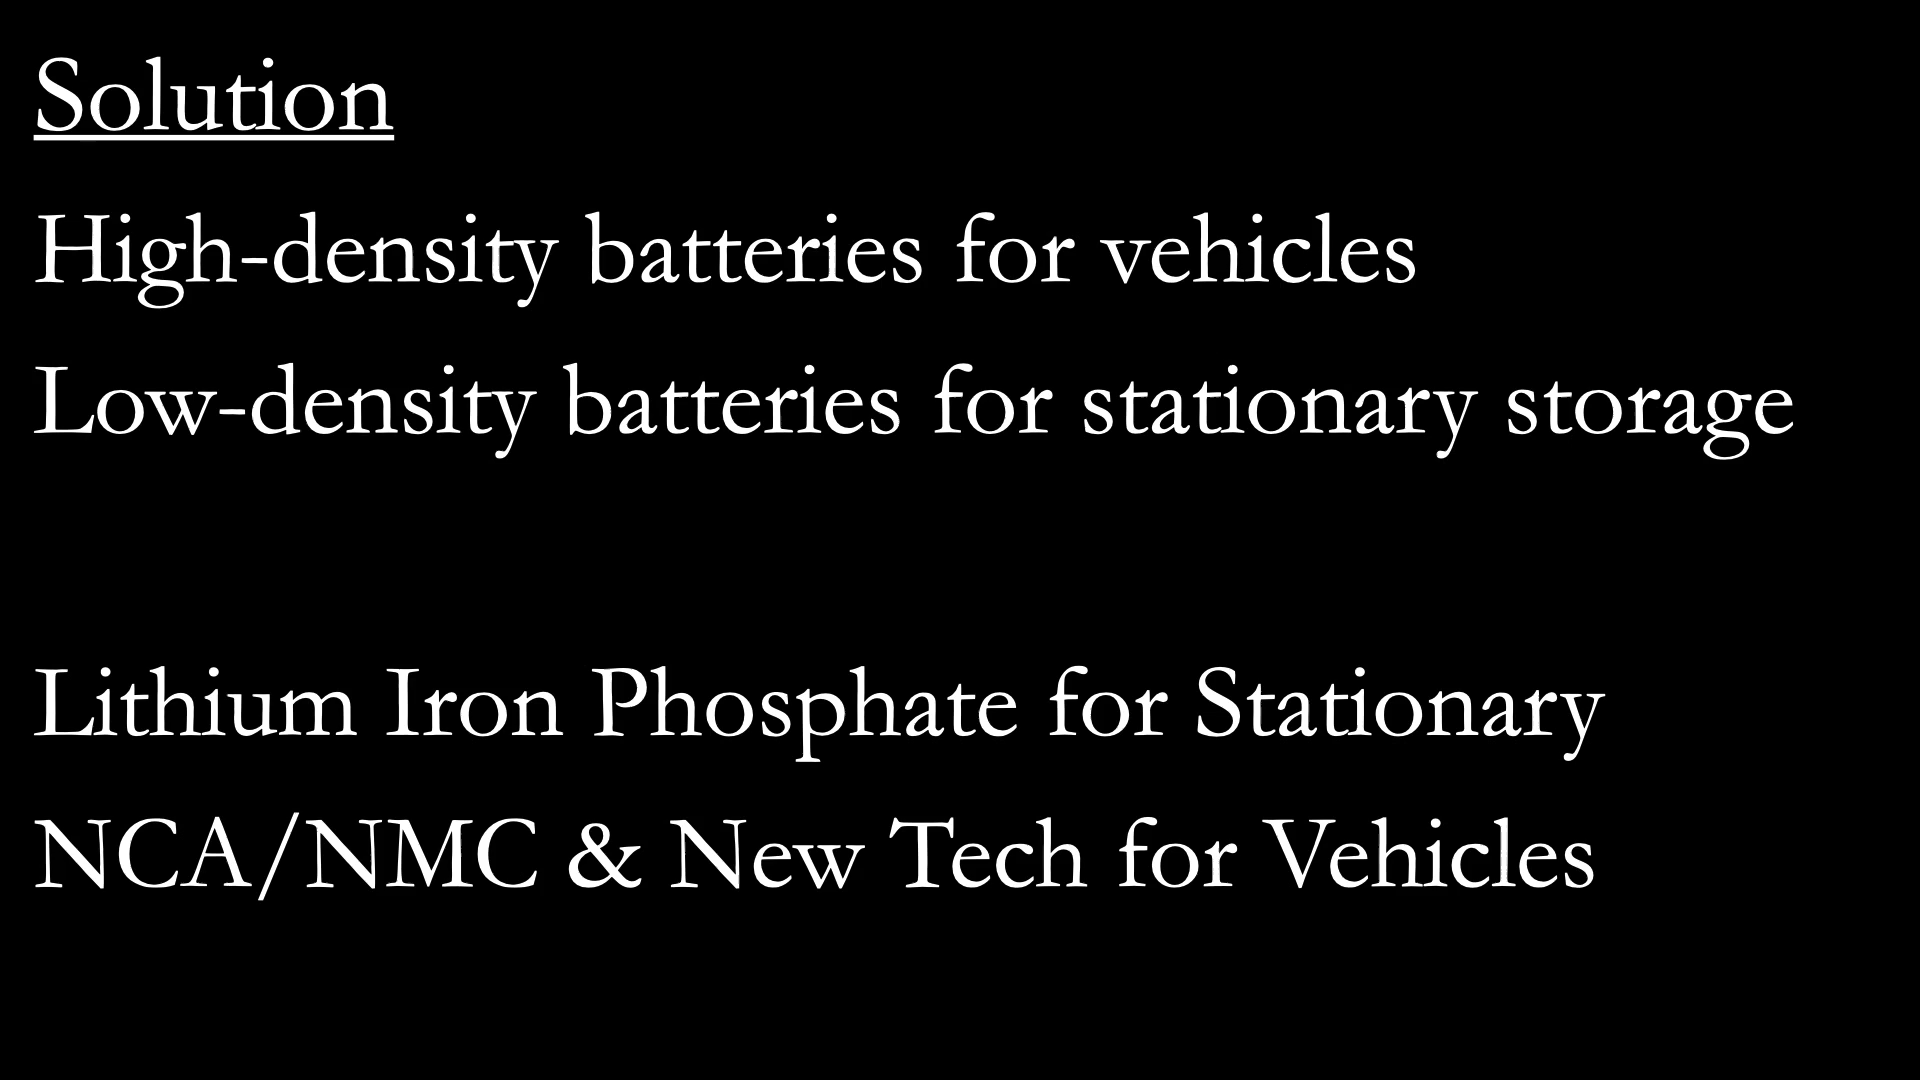 Solution
High-density batteries for vehicles
Low-density batteries for stationary storage
Lithium Iron Phosphate for Stationary
NCA/NMC & New Tech for Vehicles